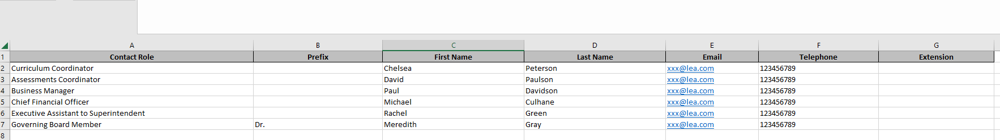 A B C D E F G
1 Contact Role Prefix First Name Last Name Email Telephone Extension
2 Curriculum Coordinator Chelsea Peterson xxx@lea.com 123456789
3 Assessments Coordinator David Paulson xxx@lea.com 123456789
4 Business Manager Paul Davidson xxx@lea.com 123456789
5 Chief Financial Officer Michael Culhane xxx@lea.com 123456789
6 Executive Assistant to Superintendent Rachel Green xxx@lea.com 123456789
7 Governing Board Member Dr. Meredith Gray xxx@lea.com 123456789
8